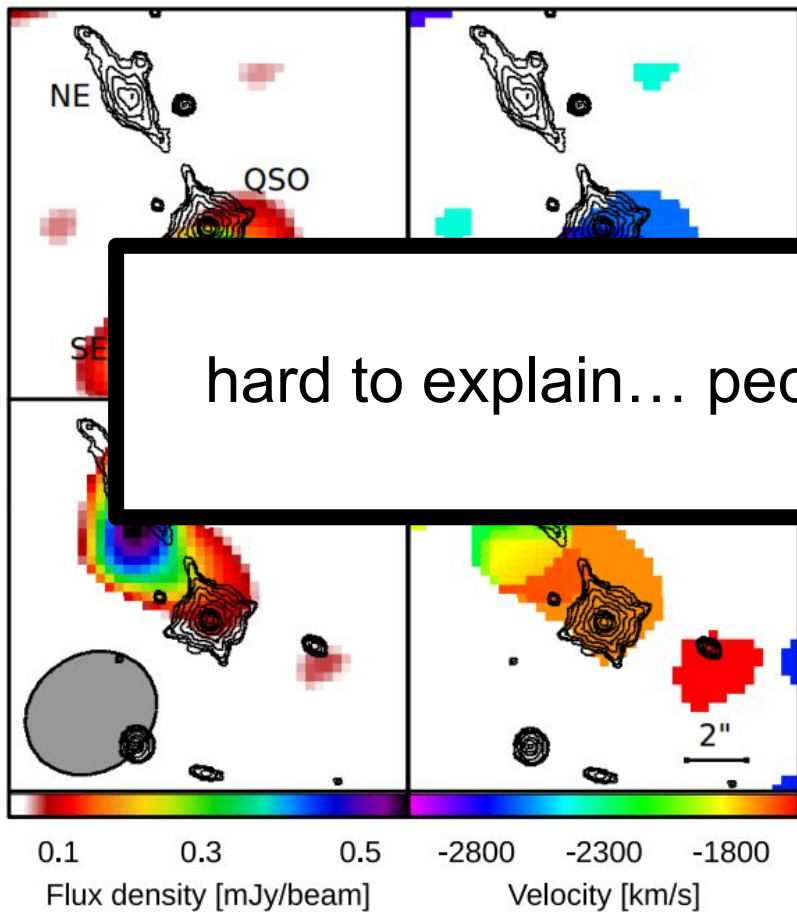 NE
QSO
SE
hard to explain…
2"
0.1 0.3 0.5 -2800 -2300 -1800
Flux density [mJy/beam] Velocity [km/s]